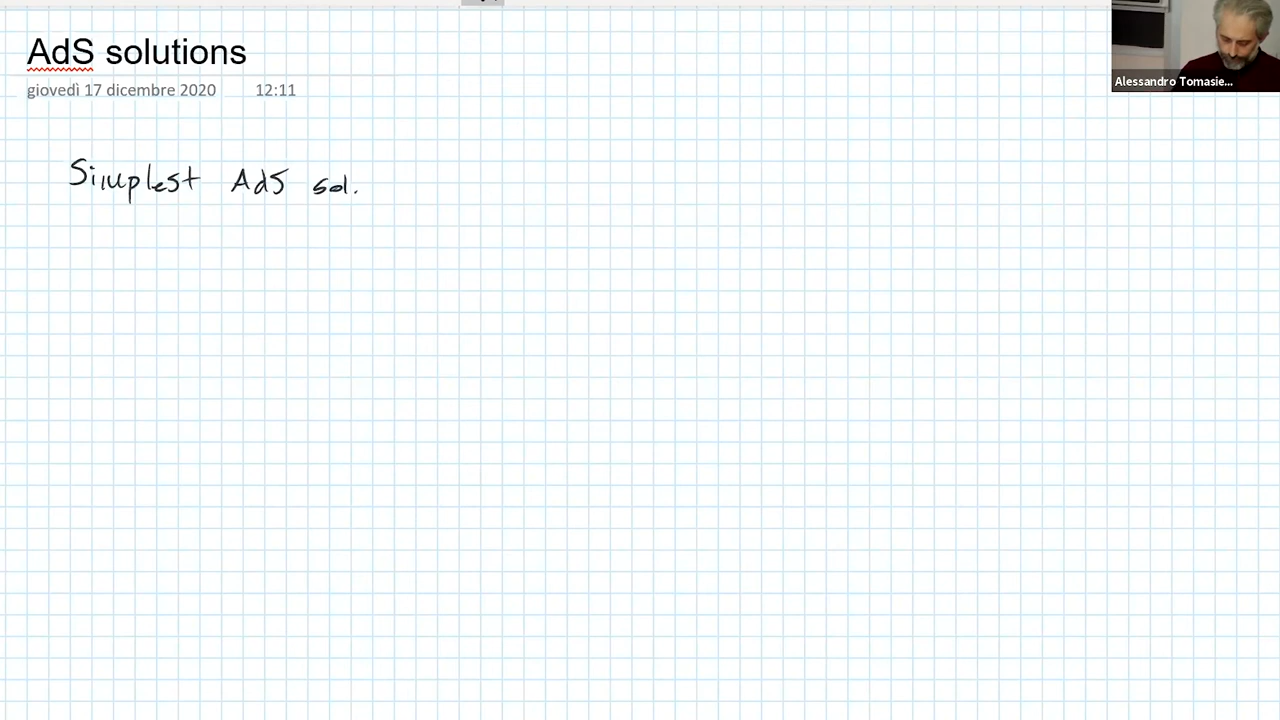 AdS solutions
giovedì 17 dicembre 2020 12:11
Alessandro Tomasie...
Simplest AdS sol.